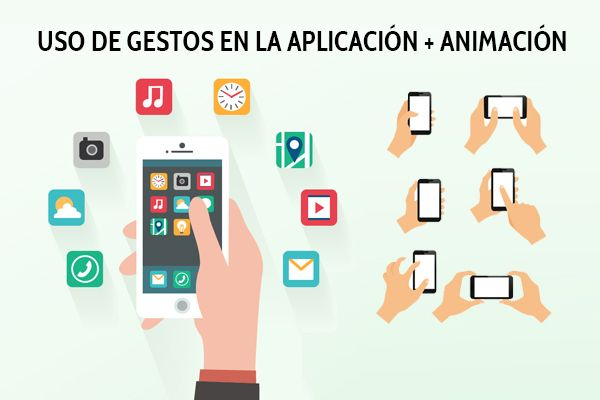 USO DE GESTOS EN LA APLICACIÓN + ANIMACIÓN